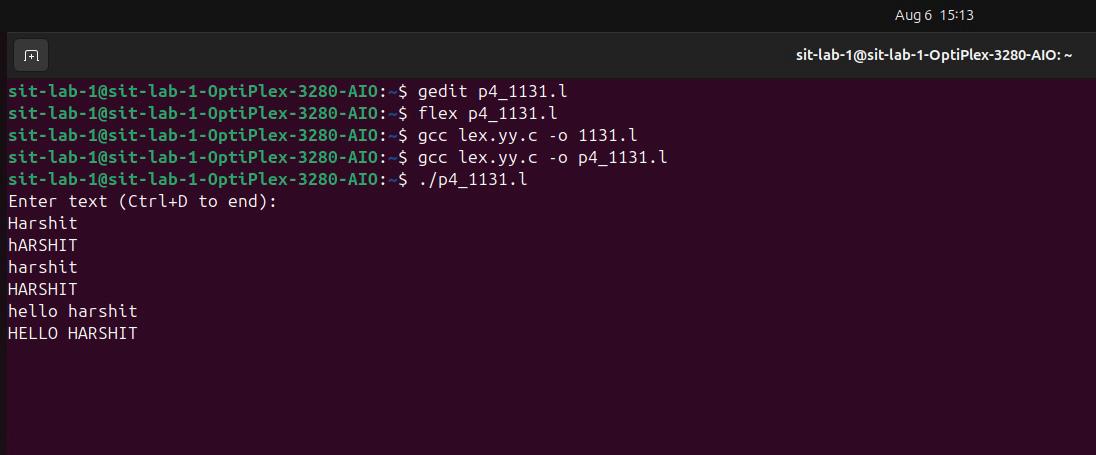 Aug 6 15:13
sit-lab-1@sit-lab-1-OptiPlex-3280-AIO: ~
sit-lab-1@sit-lab-1-OptiPlex-3280-AIO:~$ gedit p4_1131.l
sit-lab-1@sit-lab-1-OptiPlex-3280-AIO:~$ flex p4_1131.l
sit-lab-1@sit-lab-1-OptiPlex-3280-AIO:~$ gcc lex.yy.c -o 1131.l
sit-lab-1@sit-lab-1-OptiPlex-3280-AIO:~$ gcc lex.yy.c -o p4_1131.l
sit-lab-1@sit-lab-1-OptiPlex-3280-AIO:~$ ./p4_1131.l
Enter text (Ctrl+D to end):
Harshit
hARSHIT
harshit
HARSHIT
hello harshit
HELLO HARSHIT